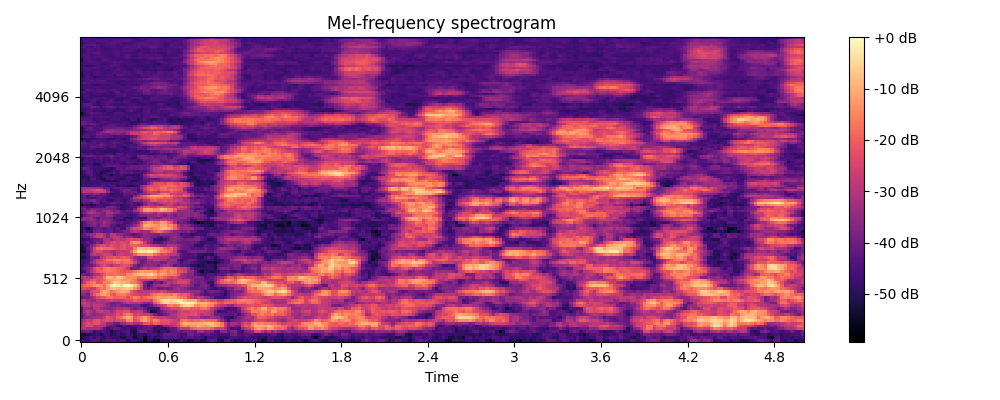 Mel-frequency spectrogram
+0 dB
4096
-10 dB
-20 dB
2048
Hz
-30 dB
1024
-40 dB
512
-50 dB
0
0 0.6 1.2 1.8 2.4 3 3.6 4.2 4.8
Time